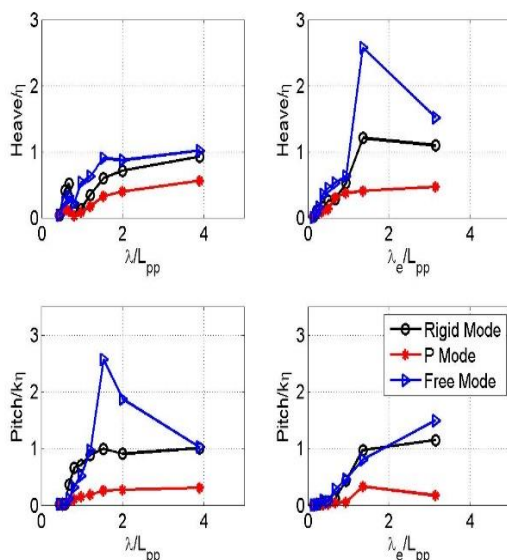 3
2
1
0
Heave/η
0
2
4
λ/Lpp
3
2
1
0
Heave/η
0
2
4
λe/Lpp
3
2
1
0
Pitch/kη
0
2
4
λ/Lpp
3
2
1
0
Pitch/kη
0
2
4
λe/Lpp
Rigid Mode
P Mode
Free Mode